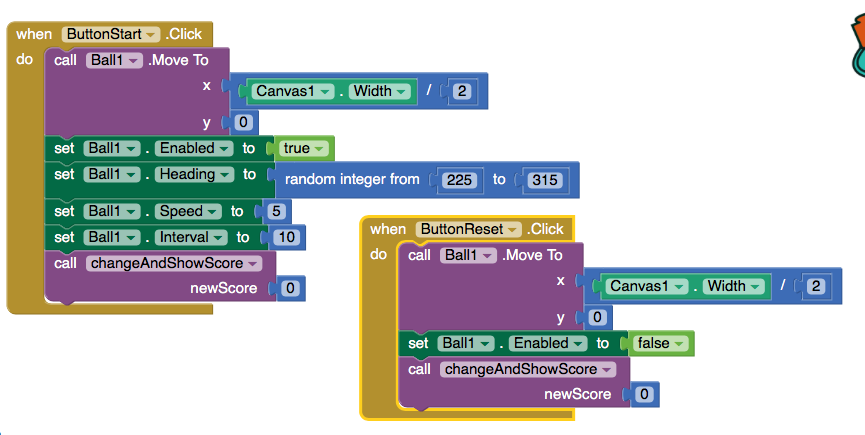 when ButtonStart .Click
do call Ball1 .Move To
x Canvas1 . Width / 2
y 0
set Ball1 . Enabled to true
set Ball1 . Heading to random integer from 225 to 315
set Ball1 . Speed to 5
set Ball1 . Interval to 10
call changeAndShowScore
newScore 0
when ButtonReset .Click
do call Ball1 .Move To
x Canvas1 . Width / 2
y 0
set Ball1 . Enabled to false
call changeAndShowScore
newScore 0